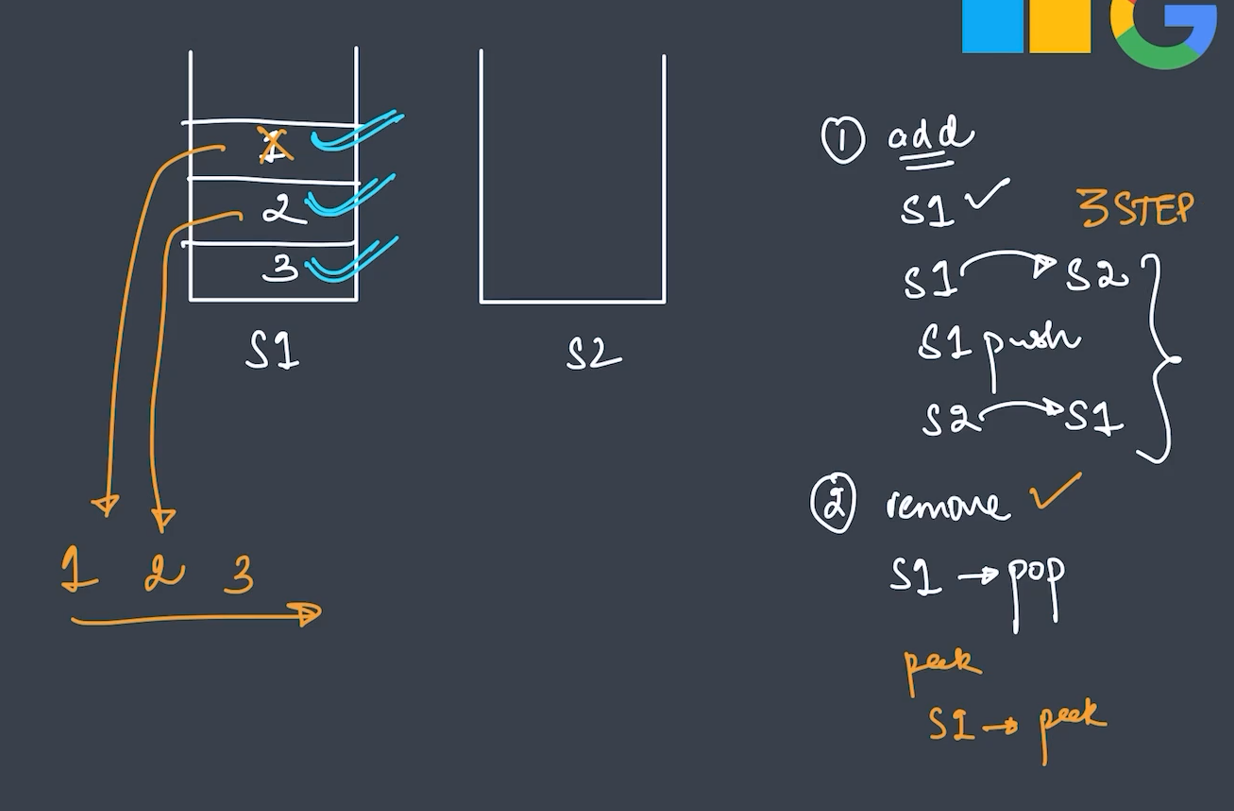 1
2
3
S1
S2
1 2 3
① add
S1 ✓ 3 STEP
S1 → S2
S1 push
S2 → S1
② remove ✓
S1 → pop
peek
S1 → peek